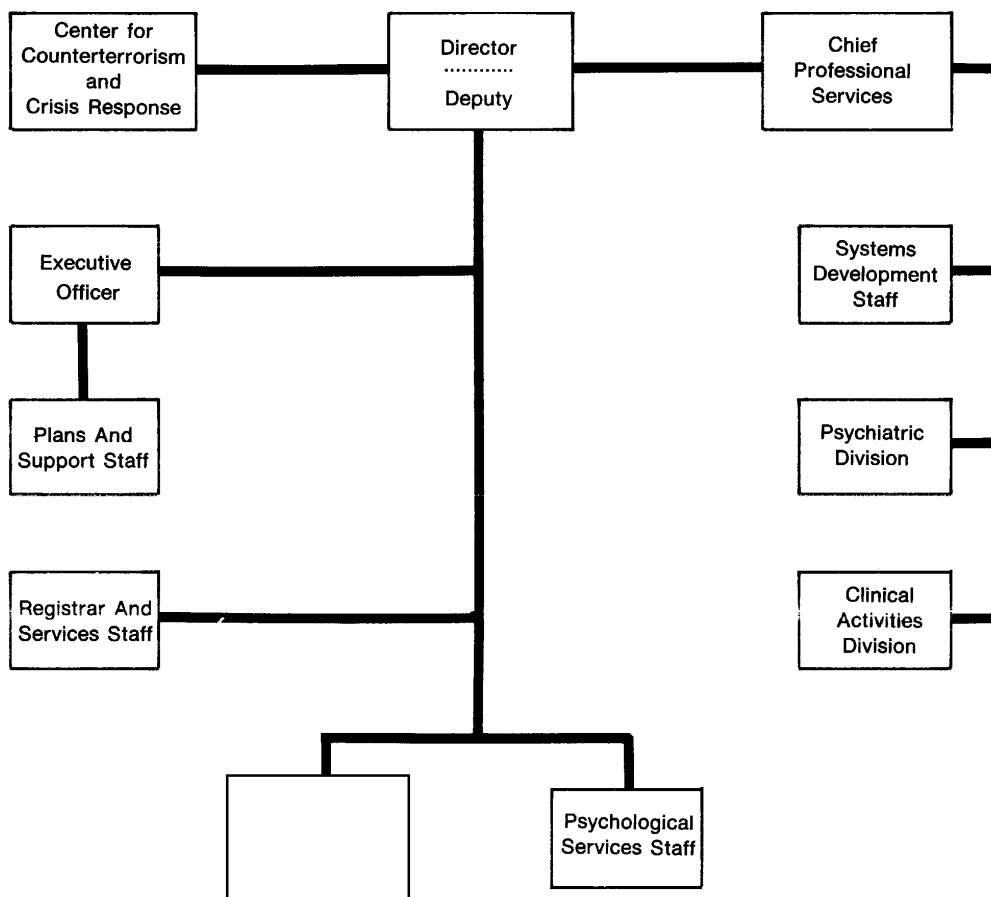 Center for
Counterterrorism
and
Crisis Response
Director
Deputy
Chief
Professional
Services
Executive
Officer
Systems
Development
Staff
Plans And
Support Staff
Psychiatric
Division
Registrar And
Services Staff
Clinical
Activities
Division
Psychological
Services Staff